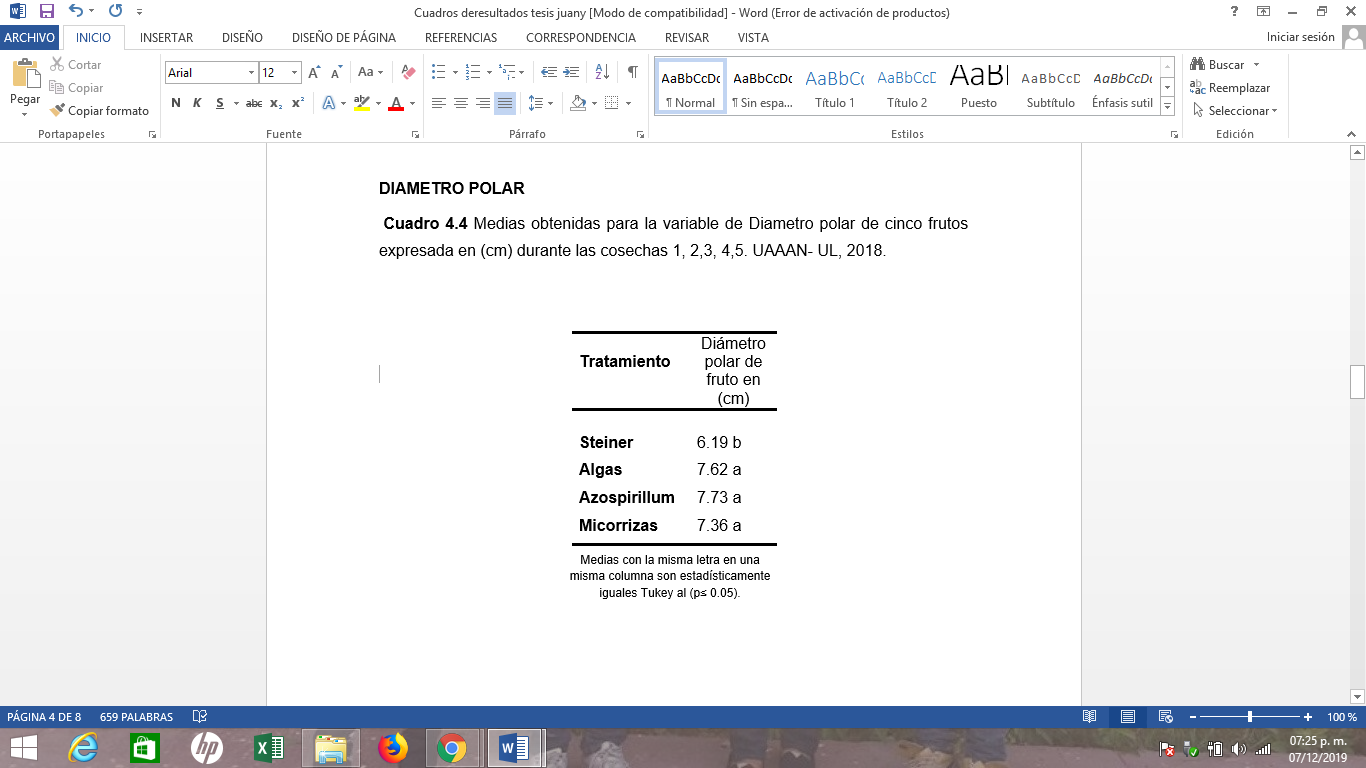 Cuadros deresultados tesis juany [Modo de compatibilidad] - Word (Error de activación de productos)
ARCHIVO INICIO INSERTAR DISEÑO DISEÑO DE PÁGINA REFERENCIAS CORRESPONDENCIA REVISAR VISTA Iniciar sesión
Pegar
Cortar
Copiar
Copiar formato
Portapapeles
Arial 12
N K S abc x₂ x²
Fuente
Párrafo
AaBbCcDc AaBbCcDc AaBbCc AaBbCcD AaB AaBbCcD AaBbCcDc
¶ Normal ¶ Sin espa... Título 1 Título 2 Puesto Subtítulo Énfasis sutil
Estilos
Buscar
Reemplazar
Seleccionar
Edición
DIAMETRO POLAR
Cuadro 4.4 Medias obtenidas para la variable de Diametro polar de cinco frutos
expresada en (cm) durante las cosechas 1, 2,3, 4,5. UAAAN- UL, 2018.
Tratamiento
Diámetro
polar de
fruto en
(cm)
Steiner 6.19 b
Algas 7.62 a
Azospirillum 7.73 a
Micorrizas 7.36 a
Medias con la misma letra en una
misma columna son estadísticamente
iguales Tukey al (p≤ 0.05).
PÁGINA 4 DE 8 659 PALABRAS 100 %
07:25 p. m.
07/12/2019